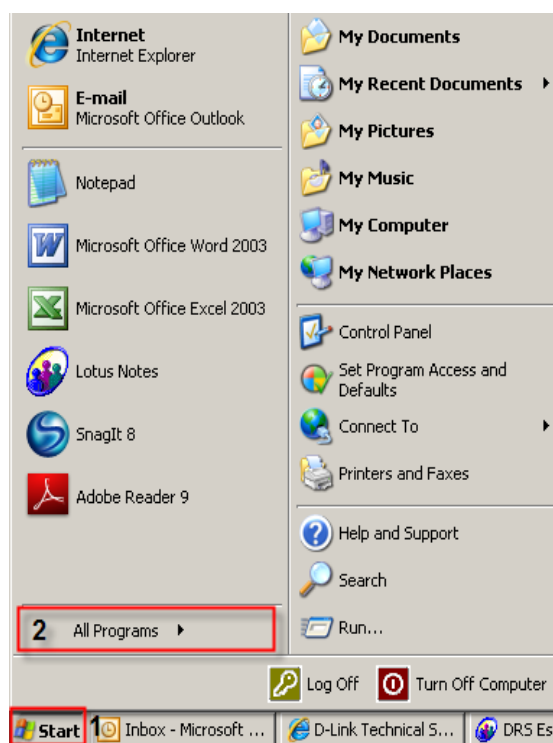 Internet
Internet Explorer
E-mail
Microsoft Office Outlook
Notepad
Microsoft Office Word 2003
Microsoft Office Excel 2003
Lotus Notes
SnagIt 8
Adobe Reader 9
2 All Programs
My Documents
My Recent Documents
My Pictures
My Music
My Computer
My Network Places
Control Panel
Set Program Access and
Defaults
Connect To
Printers and Faxes
Help and Support
Search
Run...
Log Off Turn Off Computer
Start 1 Inbox - Microsoft ... D-Link Technical S... DRS Es